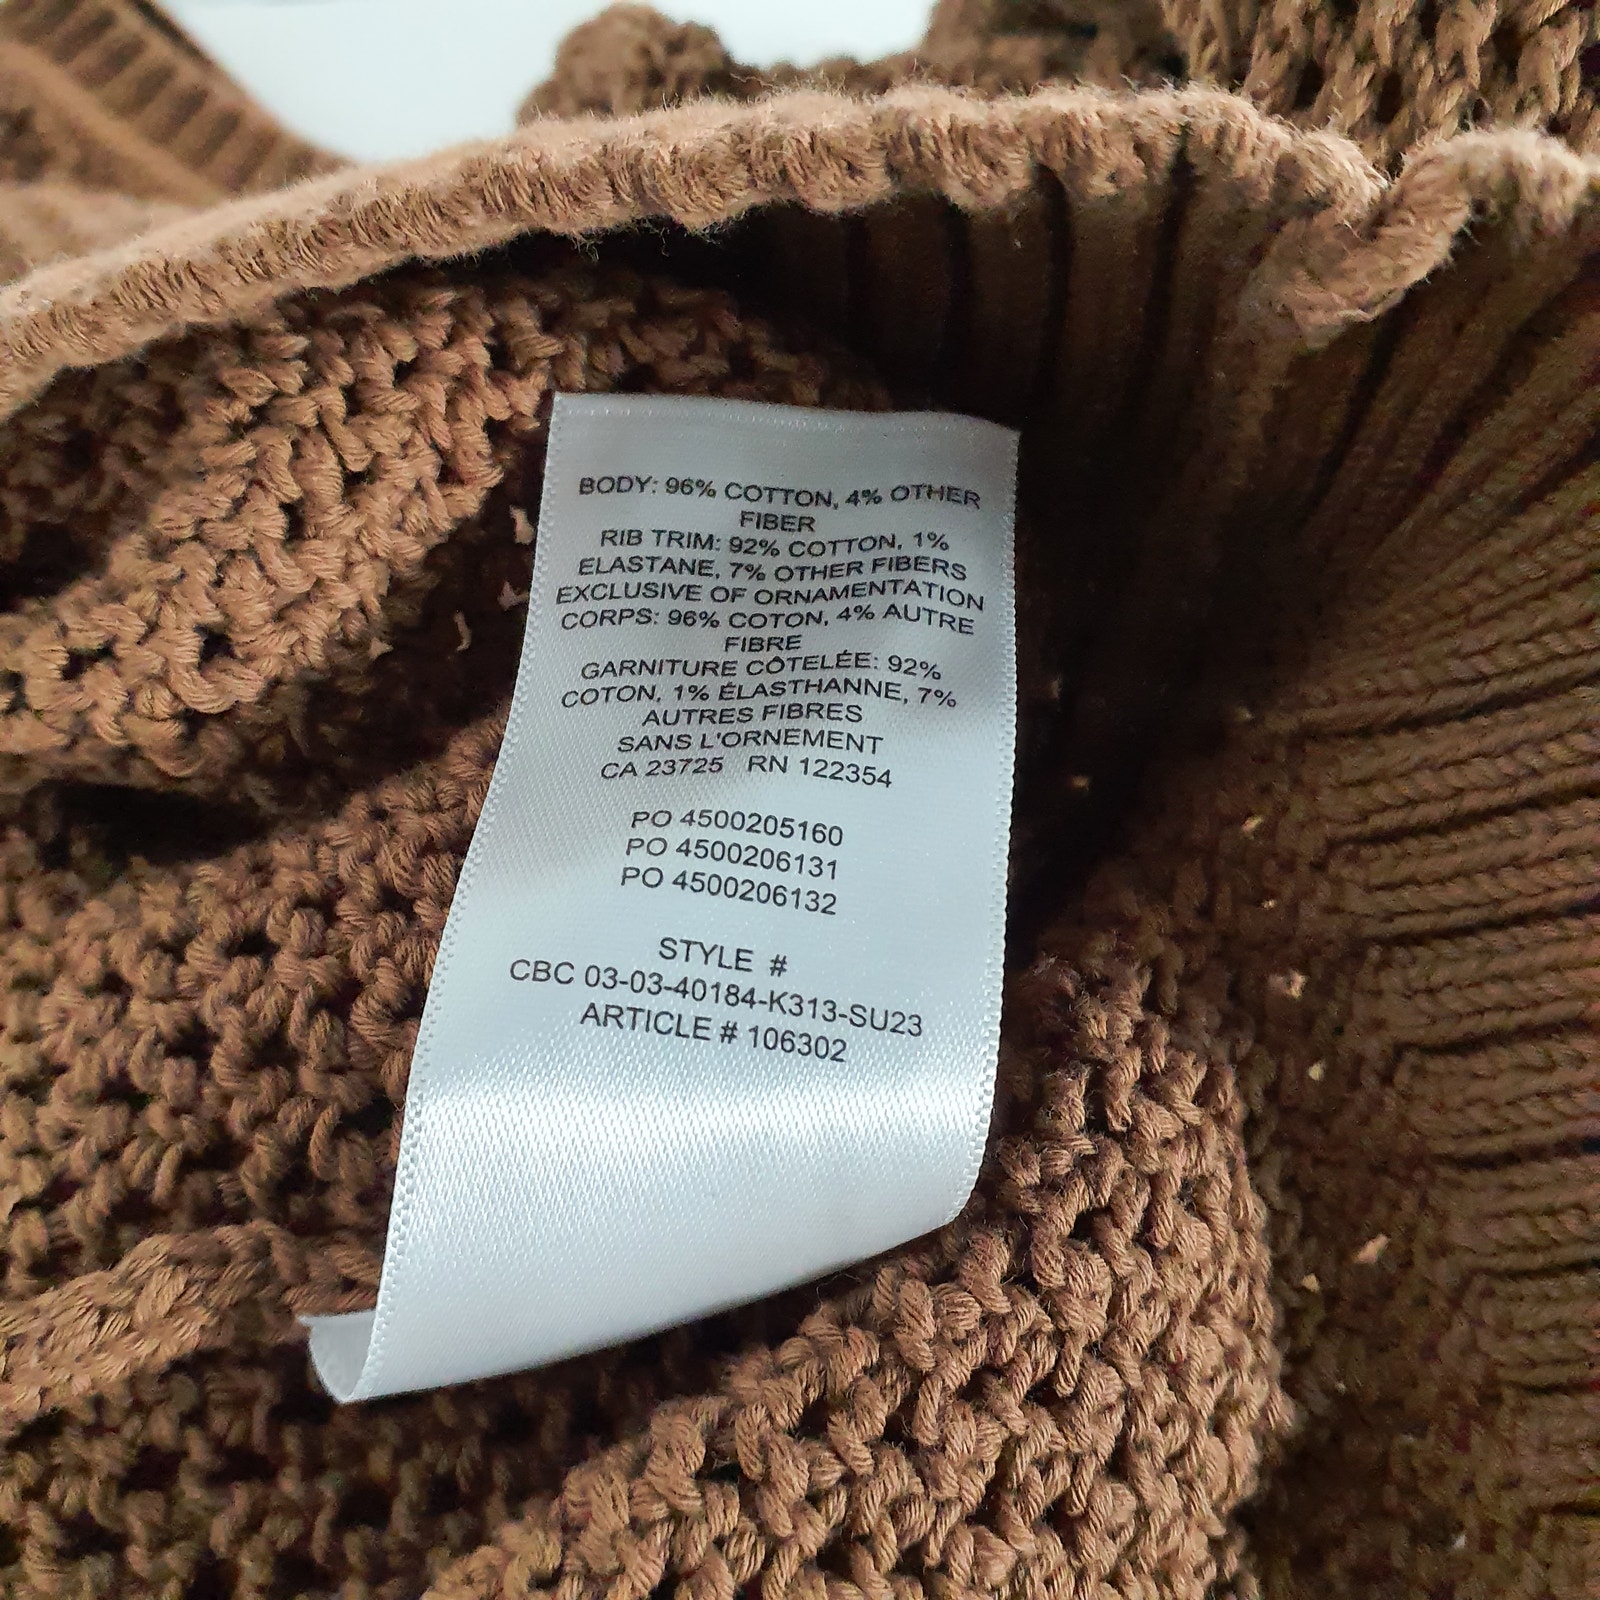 BODY: 96% COTTON, 4% OTHER
FIBER
RIB TRIM: 92% COTTON, 1%
ELASTANE, 7% OTHER FIBERS
EXCLUSIVE OF ORNAMENTATION
CORPS: 96% COTON, 4% AUTRE
FIBRE
GARNITURE CÔTELÉE: 92%
COTON, 1% ÉLASTHANNE, 7%
AUTRES FIBRES
SANS L'ORNEMENT
CA 23725 RN 122354
PO 4500205160
PO 4500206131
PO 4500206132
STYLE #
CBC 03-03-40184-K313-SU23
ARTICLE # 106302